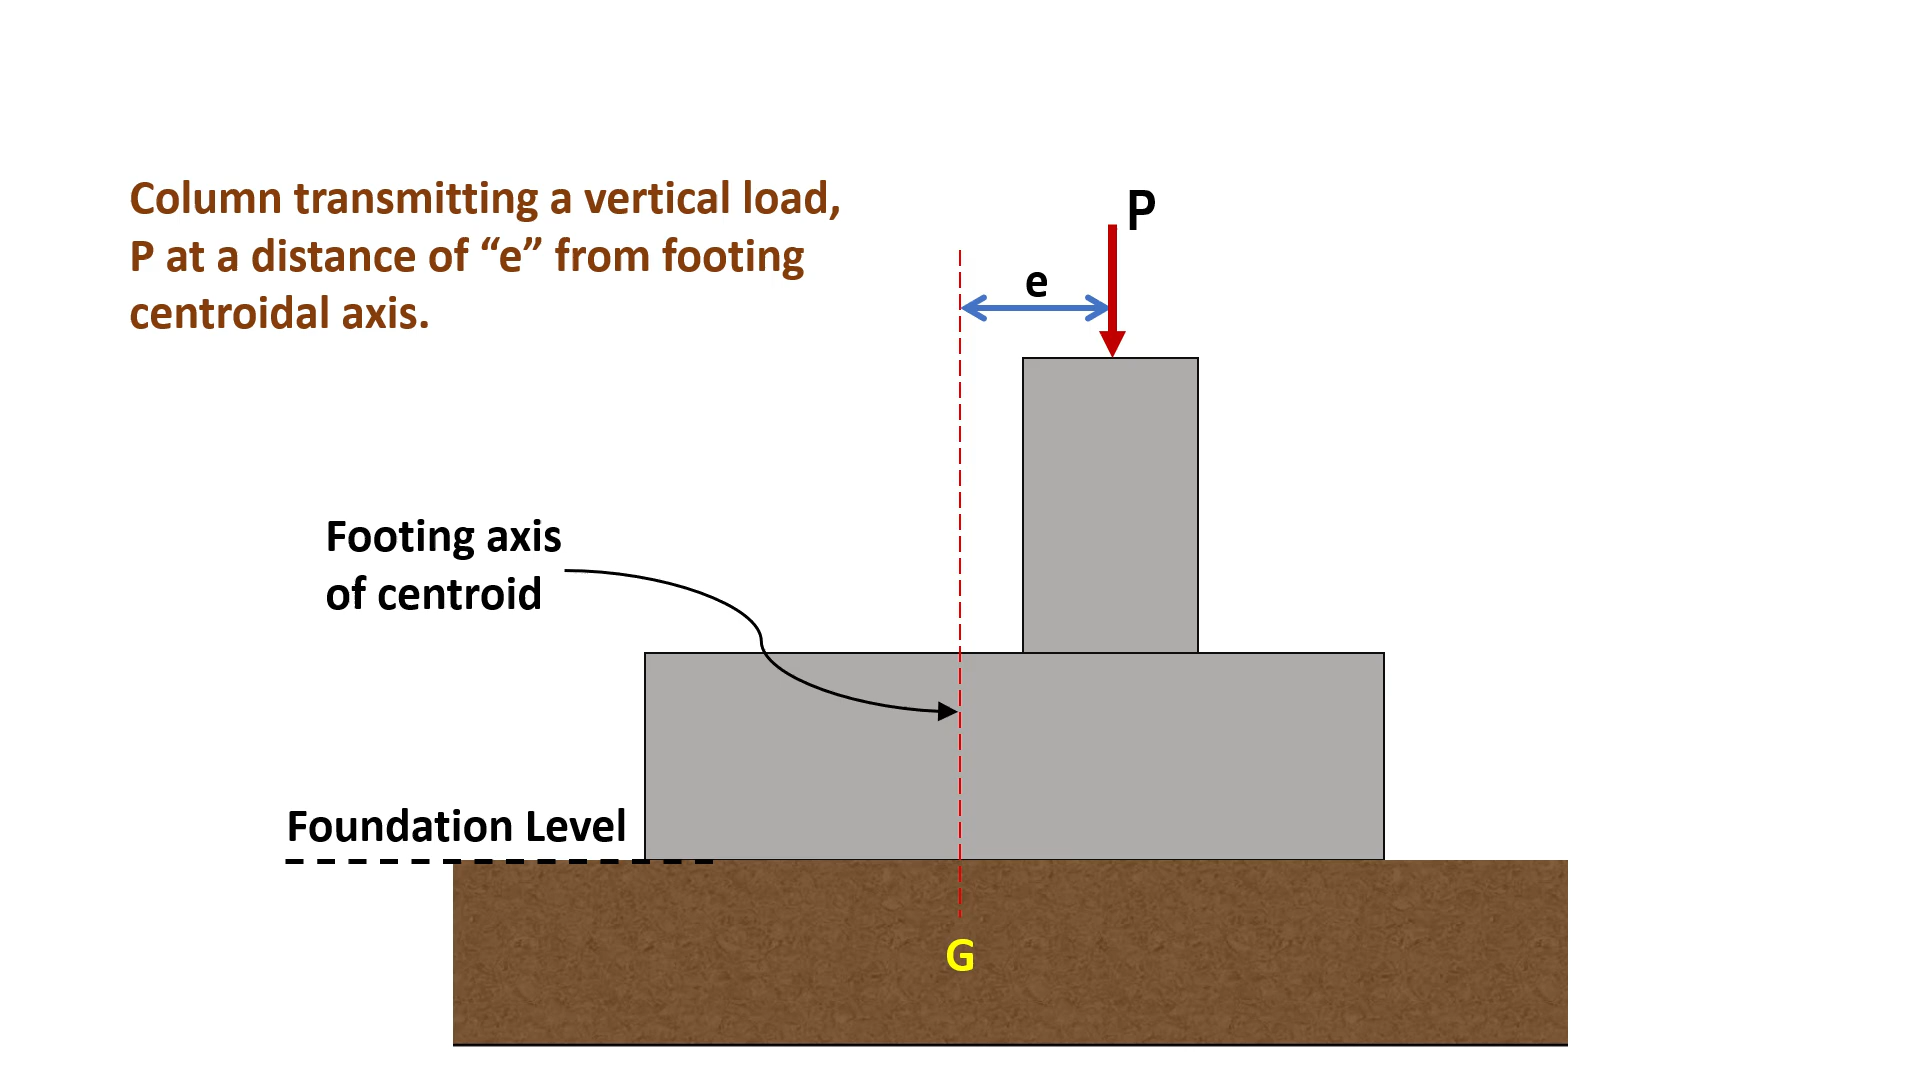 Column transmitting a vertical load,
P at a distance of “e” from footing
centroidal axis.
P
e
Footing axis
of centroid
Foundation Level
G